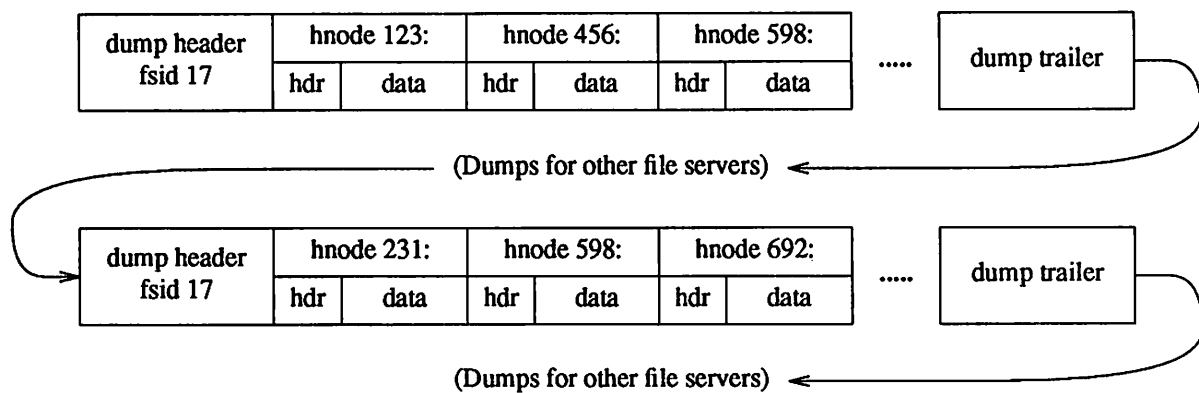 dump header
fsid 17
hnode 123:
hnode 456:
hnode 598:
hdr
data
hdr
data
hdr
data
.....
dump trailer
(Dumps for other file servers)
dump header
fsid 17
hnode 231:
hnode 598:
hnode 692:
hdr
data
hdr
data
hdr
data
.....
dump trailer
(Dumps for other file servers)